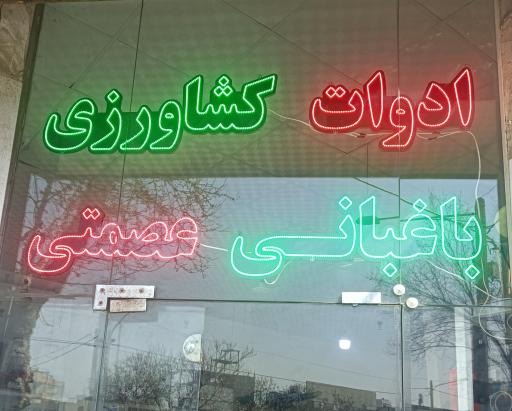 ادوات کشاورزی
باغبانی عصمتی